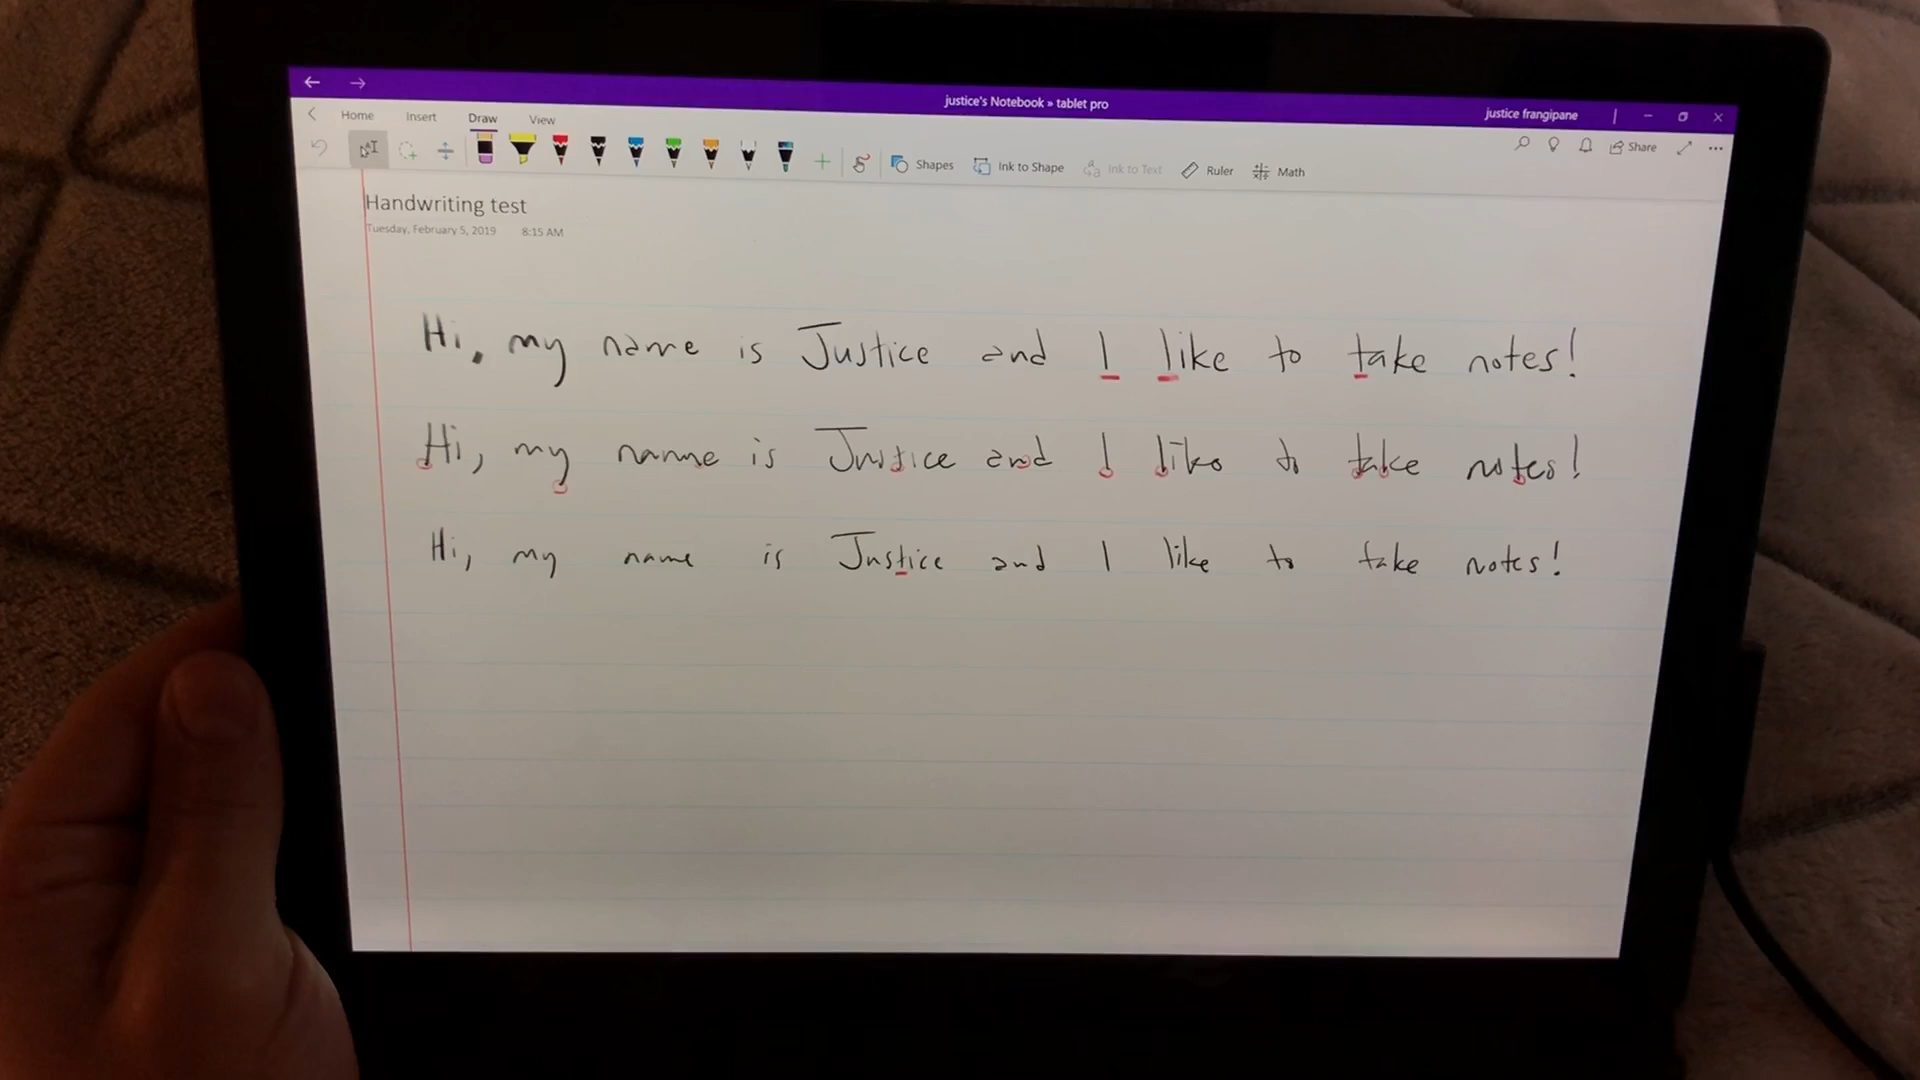 justice's Notebook » tablet pro
justice frangipane
Home Insert Draw View
Shapes Ink to Shape Ink to Text Ruler Math Share
Handwriting test
Tuesday, February 5, 2019 8:15 AM
Hi, my name is Justice and I like to take notes!
Hi, my name is Justice and I like to take notes!
Hi, my name is Justice and I like to take notes!